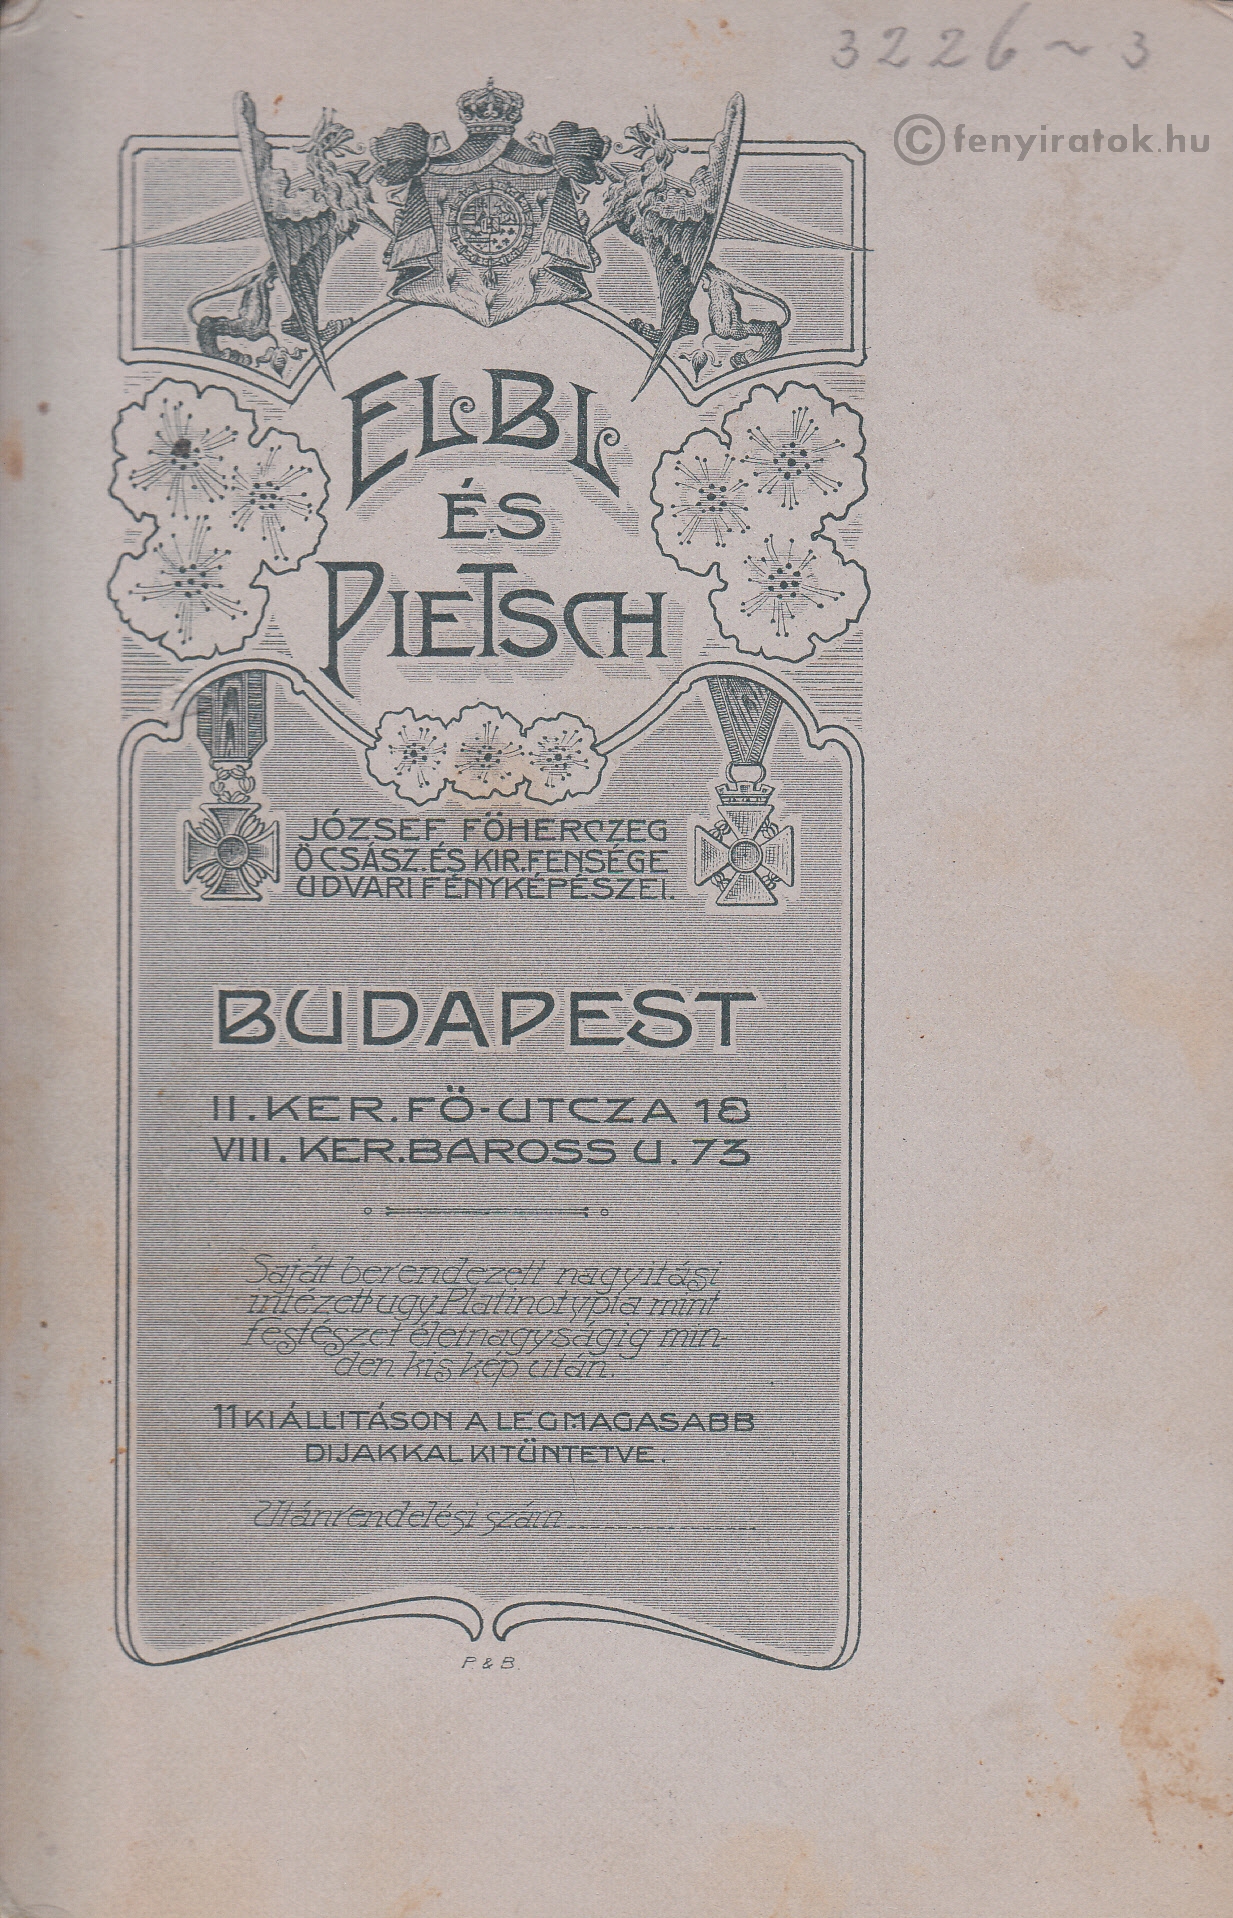 3226~3
©fenyiratok.hu
ELBL
ÉS
PIETSCH
JÓZSEF FŐHERCZEG
Ő CSÁSZ. ÉS KIR. FENSÉGE
UDVARI FÉNYKÉPÉSZEI.
BUDAPEST
II. KER. FŐ-UTCZA 18
VIII. KER. BAROSS U. 73
Saját berendezett nagyitási
intézett ugy Platinotypia mint
festészet életnagyságig min-
den kis kép után.
11 KIÁLLITÁSON A LEGMAGASABB
DIJAKKAL KITÜNTETVE.
Utánrendelési szám
P. & B.